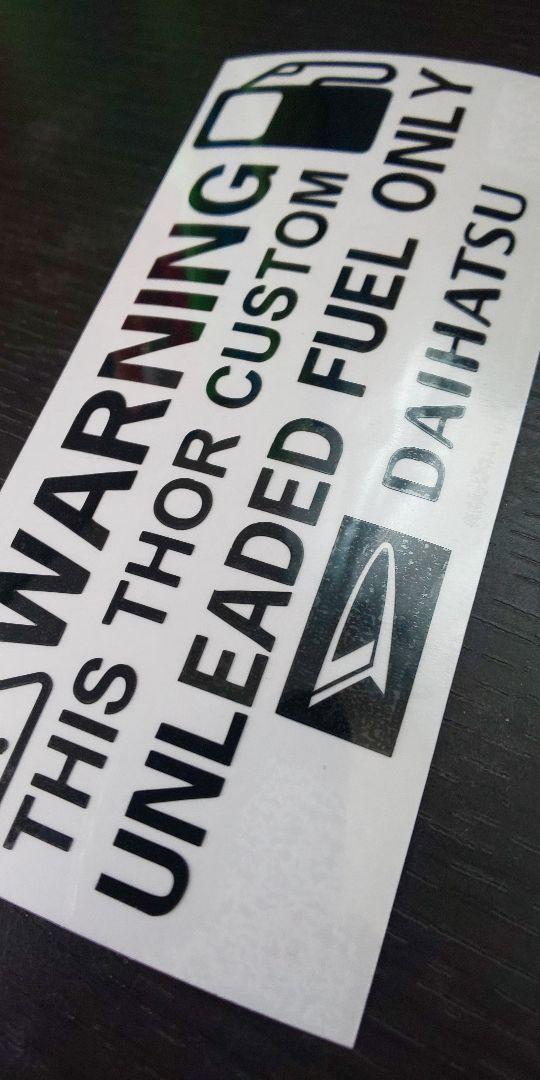 WARNING
THIS THOR CUSTOM
UNLEADED FUEL ONLY
DAIHATSU